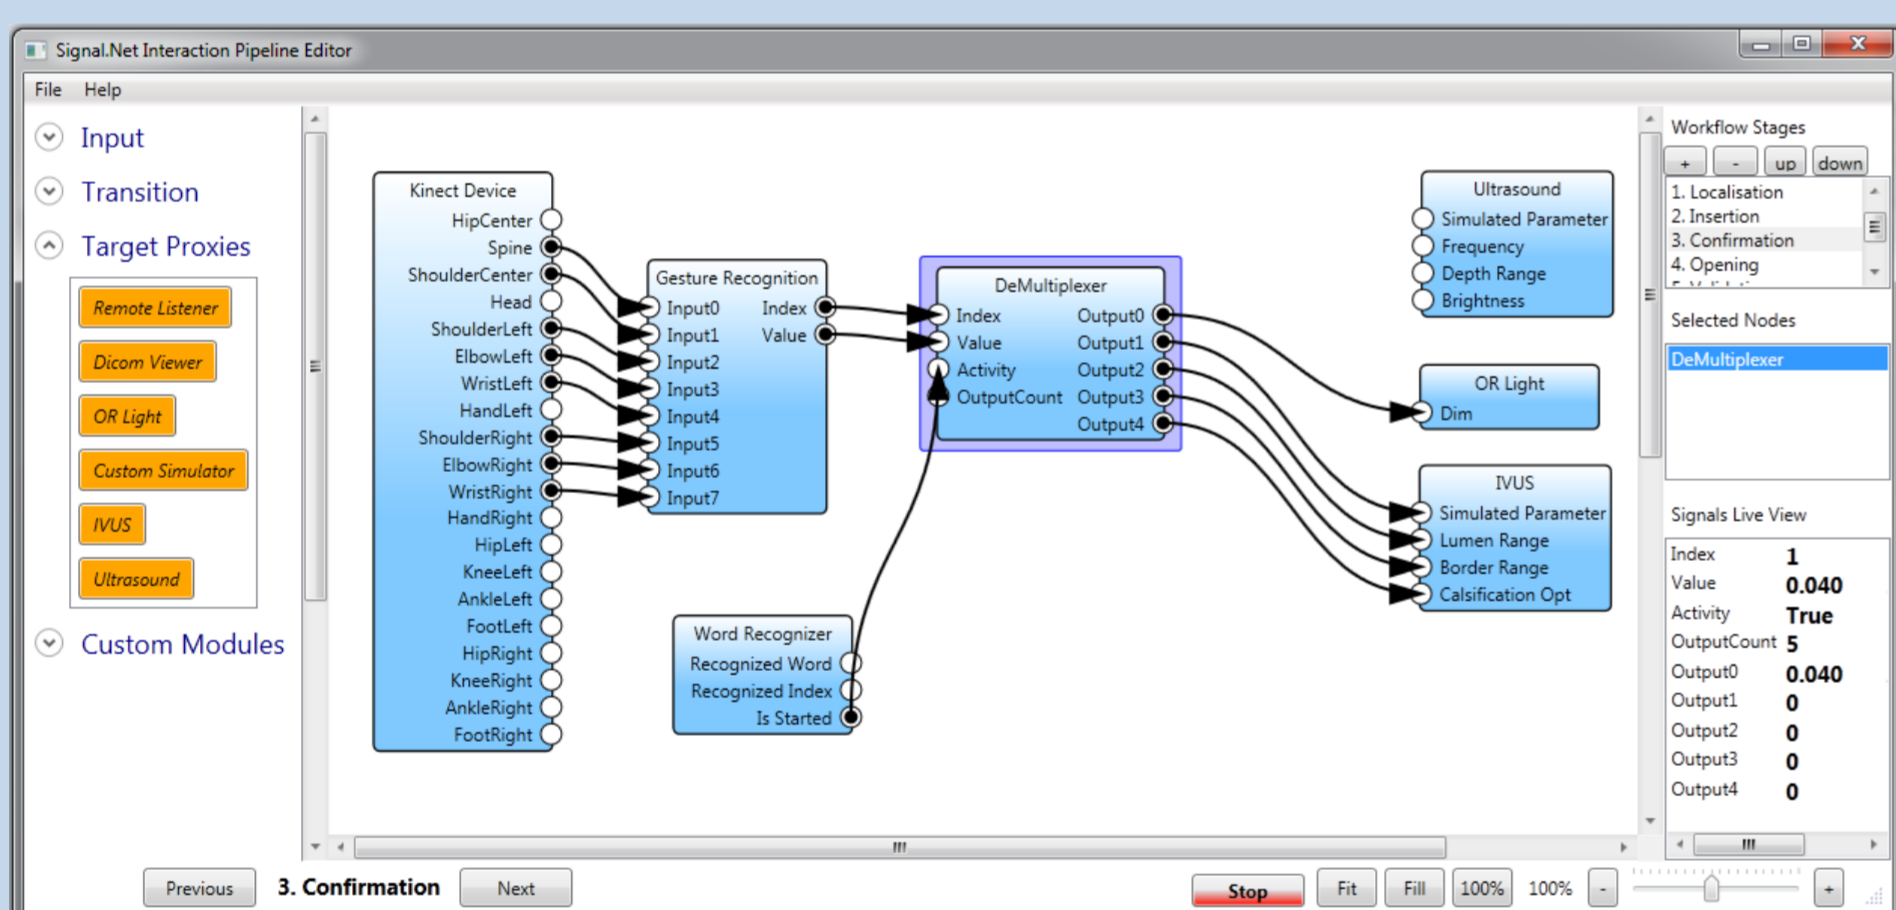 Signal.Net Interaction Pipeline Editor
File Help
Input
Transition
Target Proxies
Remote Listener
Dicom Viewer
OR Light
Custom Simulator
IVUS
Ultrasound
Custom Modules
Kinect Device
HipCenter
Spine
ShoulderCenter
Head
ShoulderLeft
ElbowLeft
WristLeft
HandLeft
ShoulderRight
ElbowRight
WristRight
HandRight
HipLeft
KneeLeft
AnkleLeft
FootLeft
HipRight
KneeRight
AnkleRight
FootRight
Gesture Recognition
Input0 Index
Input1 Value
Input2
Input3
Input4
Input5
Input6
Input7
Word Recognizer
Recognized Word
Recognized Index
Is Started
DeMultiplexer
Index Output0
Value Output1
Activity Output2
OutputCount Output3
Output4
Ultrasound
Simulated Parameter
Frequency
Depth Range
Brightness
OR Light
Dim
IVUS
Simulated Parameter
Lumen Range
Border Range
Calsification Opt
Workflow Stages
+ - up down
1. Localisation
2. Insertion
3. Confirmation
4. Opening
Selected Nodes
DeMultiplexer
Signals Live View
Index 1
Value 0.040
Activity True
OutputCount 5
Output0 0.040
Output1 0
Output2 0
Output3 0
Output4 0
Previous 3. Confirmation Next Stop Fit Fill 100% 100% - +